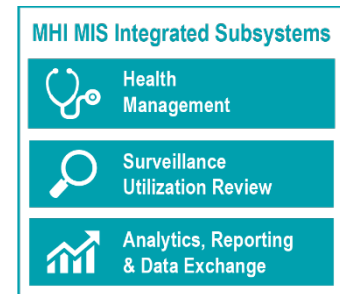 MHI MIS Integrated Subsystems
Health
Management
Surveillance
Utilization Review
Analytics, Reporting
& Data Exchange